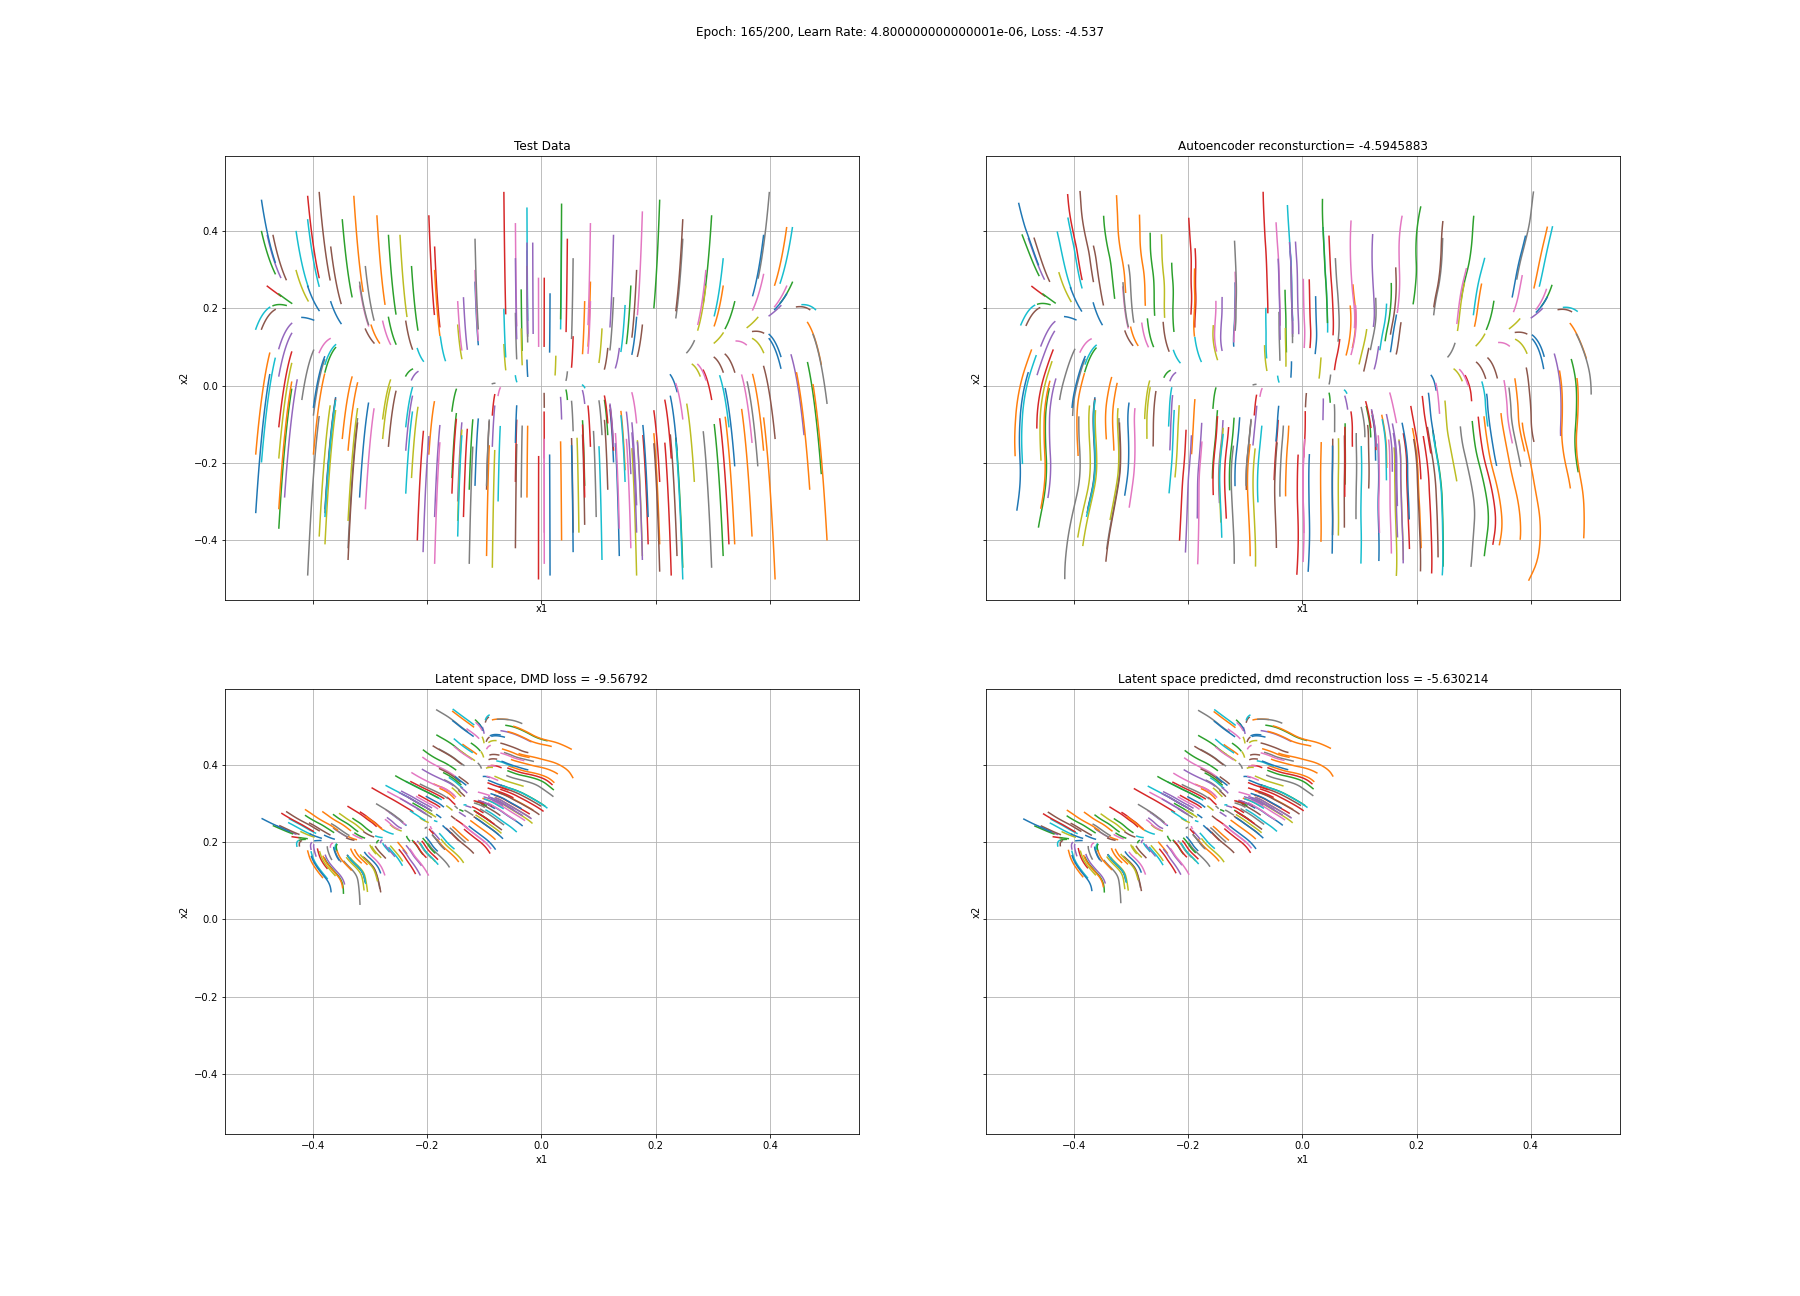 Epoch: 165/200, Learn Rate: 4.800000000000001e-06, Loss: -4.537
Test Data
x2
0.4
0.2
0.0
−0.2
−0.4
x1
Autoencoder reconsturction= -4.5945883
x2
x1
Latent space, DMD loss = -9.56792
x2
0.4
0.2
0.0
−0.2
−0.4
−0.4 −0.2 0.0 0.2 0.4
x1
Latent space predicted, dmd reconstruction loss = -5.630214
x2
−0.4 −0.2 0.0 0.2 0.4
x1